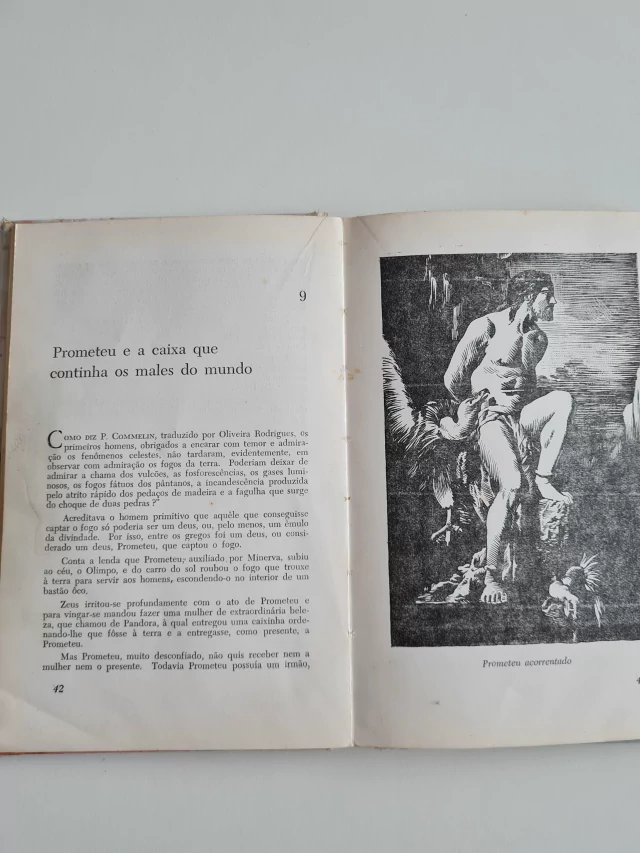 9
Prometeu e a caixa que
continha os males do mundo
COMO DIZ P. COMMELIN, traduzido por Oliveira Rodrigues, os
primeiros homens, obrigados a encarar com temor e admira-
ção os fenômenos celestes, não tardaram, evidentemente, em
observar com admiração os fogos da terra. Poderiam deixar de
admirar a chama dos vulcões, as fosforescências, os gases lumi-
nosos, os fogos fátuos dos pântanos, a incandescência produzida
pelo atrito rápido dos pedaços de madeira e a fagulha que surge
do choque de duas pedras?"
Acreditava o homem primitivo que aquêle que conseguisse
captar o fogo só poderia ser um deus, ou, pelo menos, um êmulo
da divindade. Por isso, entre os gregos foi um deus, ou consi-
derado um deus, Prometeu, que captou o fogo.
Conta a lenda que Prometeu, auxiliado por Minerva, subiu
ao céu, o Olimpo, e do carro do sol roubou o fogo que trouxe
à terra para servir aos homens, escondendo-o no interior de um
bastão ôco.
Zeus irritou-se profundamente com o ato de Prometeu e
para vingar-se mandou fazer uma mulher de extraordinária bele-
za, que chamou de Pandora, à qual entregou uma caixinha orde-
nando-lhe que fôsse à terra e a entregasse, como presente, a
Prometeu.
Mas Prometeu, muito desconfiado, não quis receber nem a
mulher nem o presente. Todavia Prometeu possuía um irmão,
42
Prometeu acorrentado